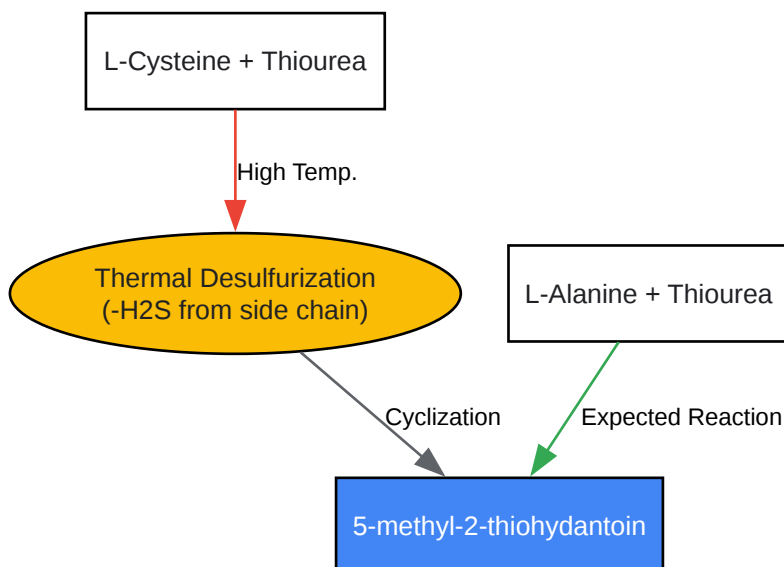 L-Cysteine + Thiourea
High Temp.
Thermal Desulfurization
(-H2S from side chain)
L-Alanine + Thiourea
Cyclization
Expected Reaction
5-methyl-2-thiohydantoin